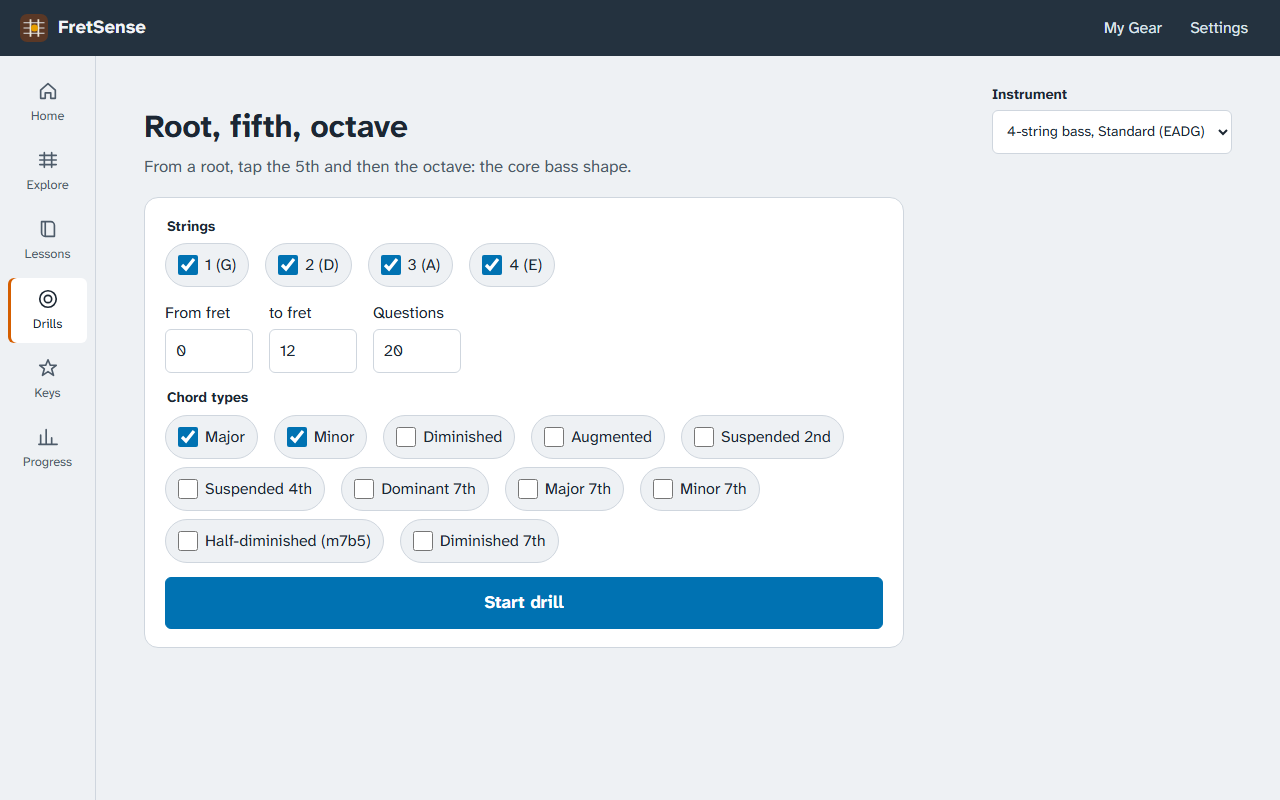 FretSense
My Gear
Settings
Home
Explore
Lessons
Drills
Keys
Progress
Root, fifth, octave
From a root, tap the 5th and then the octave: the core bass shape.
Instrument
4-string bass, Standard (EADG)
Strings
1 (G) 2 (D) 3 (A) 4 (E)
From fret to fret Questions
0 12 20
Chord types
Major Minor Diminished Augmented Suspended 2nd
Suspended 4th Dominant 7th Major 7th Minor 7th
Half-diminished (m7b5) Diminished 7th
Start drill